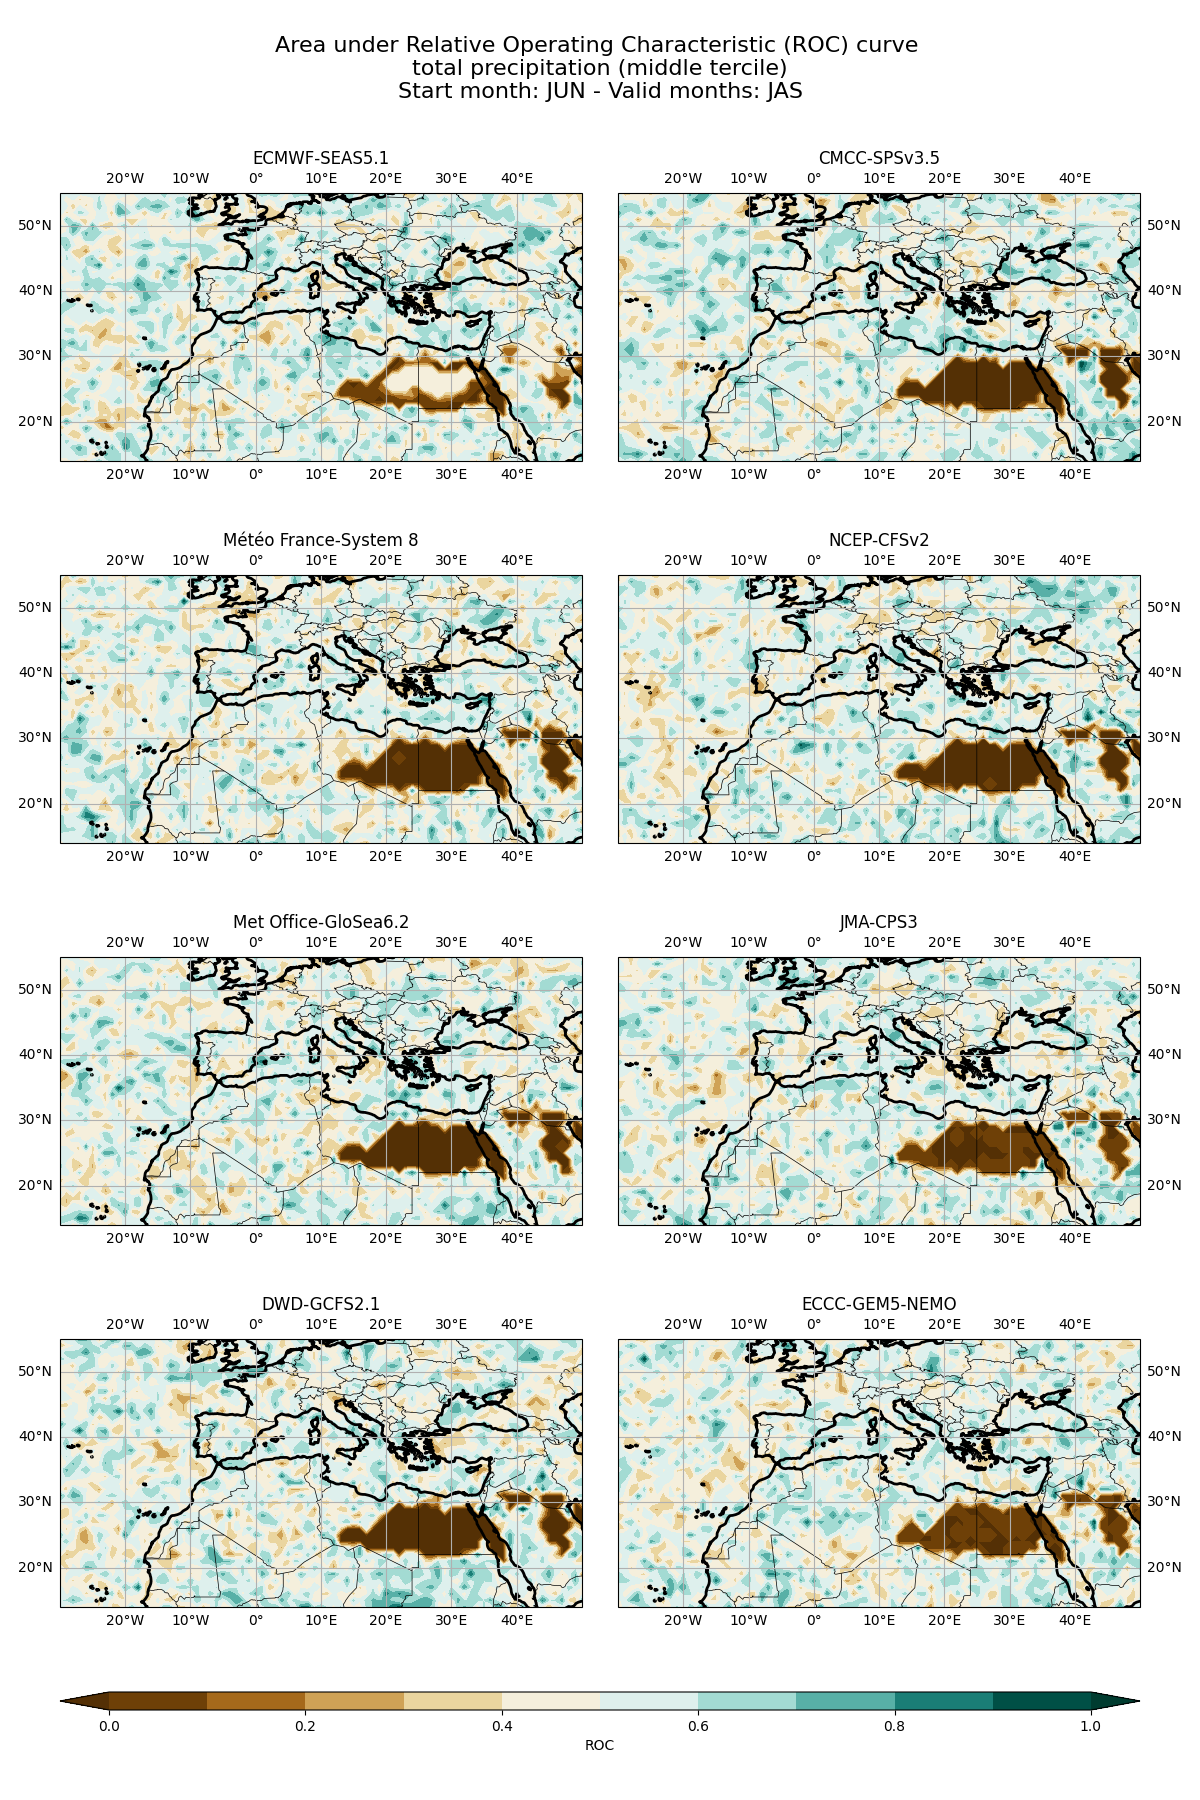 Area under Relative Operating Characteristic (ROC) curve
total precipitation (middle tercile)
Start month: JUN - Valid months: JAS
ECMWF-SEAS5.1
20°W 10°W 0° 10°E 20°E 30°E 40°E
50°N
40°N
30°N
20°N
20°W 10°W 0° 10°E 20°E 30°E 40°E
CMCC-SPSv3.5
20°W 10°W 0° 10°E 20°E 30°E 40°E
50°N
40°N
30°N
20°N
20°W 10°W 0° 10°E 20°E 30°E 40°E
Météo France-System 8
20°W 10°W 0° 10°E 20°E 30°E 40°E
50°N
40°N
30°N
20°N
20°W 10°W 0° 10°E 20°E 30°E 40°E
NCEP-CFSv2
20°W 10°W 0° 10°E 20°E 30°E 40°E
50°N
40°N
30°N
20°N
20°W 10°W 0° 10°E 20°E 30°E 40°E
Met Office-GloSea6.2
20°W 10°W 0° 10°E 20°E 30°E 40°E
50°N
40°N
30°N
20°N
20°W 10°W 0° 10°E 20°E 30°E 40°E
JMA-CPS3
20°W 10°W 0° 10°E 20°E 30°E 40°E
50°N
40°N
30°N
20°N
20°W 10°W 0° 10°E 20°E 30°E 40°E
DWD-GCFS2.1
20°W 10°W 0° 10°E 20°E 30°E 40°E
50°N
40°N
30°N
20°N
20°W 10°W 0° 10°E 20°E 30°E 40°E
ECCC-GEM5-NEMO
20°W 10°W 0° 10°E 20°E 30°E 40°E
50°N
40°N
30°N
20°N
20°W 10°W 0° 10°E 20°E 30°E 40°E
0.0 0.2 0.4 0.6 0.8 1.0
ROC